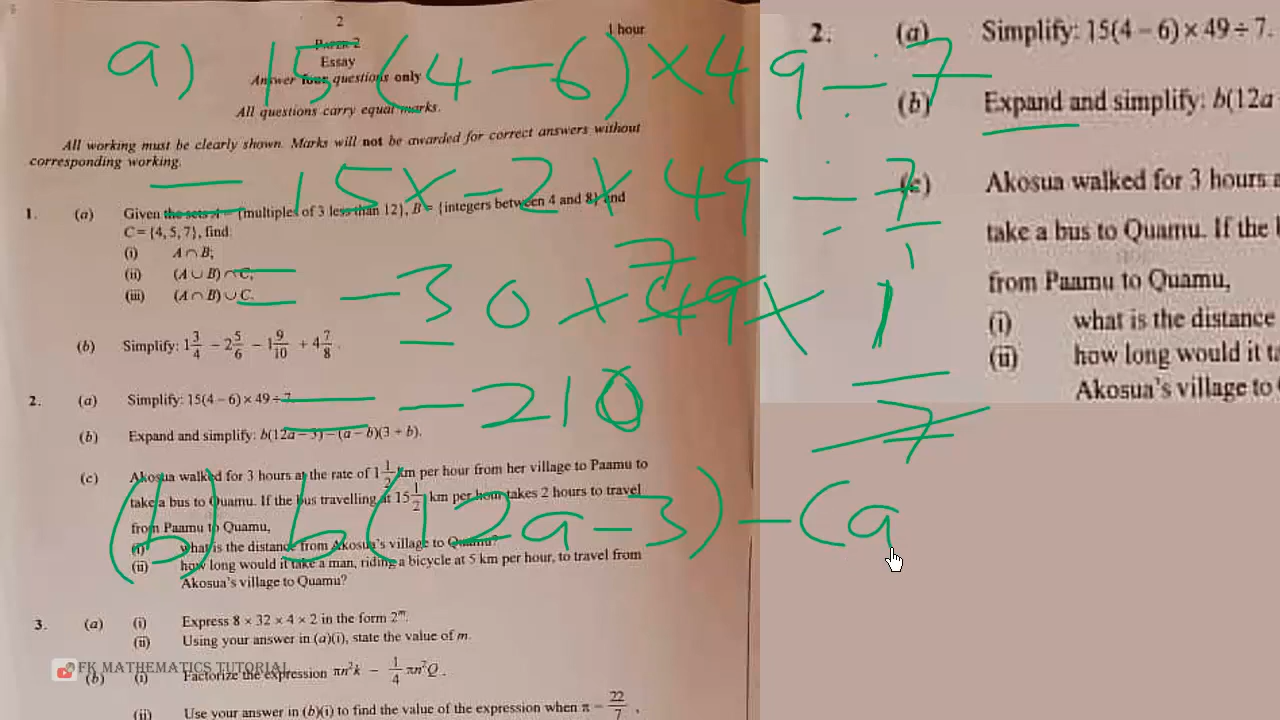 2
1 hour
PAPER 2
Essay
Answer four questions only
All questions carry equal marks.
All working must be clearly shown. Marks will not be awarded for correct answers without
corresponding working.
1. (a) Given the sets A = {multiples of 3 less than 12}, B = {integers between 4 and 8} and
C = {4, 5, 7}, find:
(i) A ∩ B;
(ii) (A ∪ B) ∩ C;
(iii) (A ∩ B) ∪ C.
(b) Simplify: 1 3/4 − 2 5/6 − 1 9/10 + 4 7/8 .
2. (a) Simplify: 15(4 − 6) × 49 ÷ 7.
(b) Expand and simplify: b(12a − 3) − (a − b)(3 + b).
(c) Akosua walked for 3 hours at the rate of 1 1/2 km per hour from her village to Paamu to
take a bus to Quamu. If the bus travelling at 15 1/2 km per hour takes 2 hours to travel
from Paamu to Quamu,
(i) what is the distance from Akosua's village to Quamu?
(ii) how long would it take a man, riding a bicycle at 5 km per hour, to travel from
Akosua's village to Quamu?
3. (a) (i) Express 8 × 32 × 4 × 2 in the form 2ᵐ.
(ii) Using your answer in (a)(i), state the value of m.
(b) (i) Factorize the expression πn²k − 1/4 πn²Q .
(ii) Use your answer in (b)(i) to find the value of the expression when π = 22/7 ,
FK MATHEMATICS TUTORIAL
2. (a) Simplify: 15(4 − 6) × 49 ÷ 7.
(b) Expand and simplify: b(12a
(c) Akosua walked for 3 hours a
take a bus to Quamu. If the b
from Paamu to Quamu,
(i) what is the distance
(ii) how long would it ta
Akosua's village to Q
a) 15(4 − 6) × 49 ÷ 7
= 15 × −2 × 49 ÷ 7/1
= −30 × 49 × 1/7
7
= −210
(b) b(12a − 3) − (a